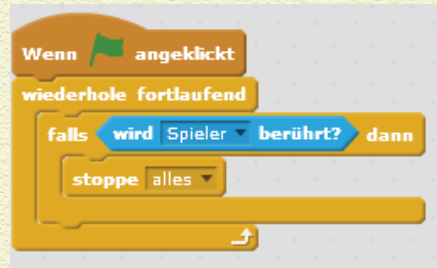 Wenn angeklickt
wiederhole fortlaufend
falls wird Spieler berührt? dann
stoppe alles